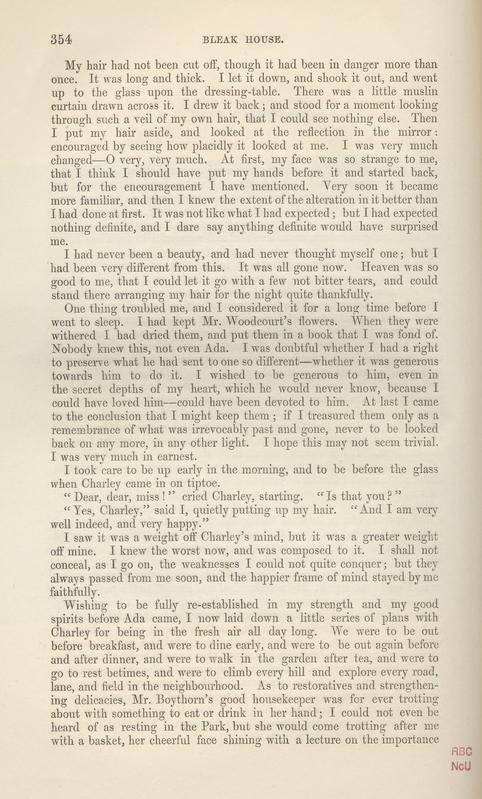 354 BLEAK HOUSE.
My hair had not been cut off, though it had been in danger more than
once. It was long and thick. I let it down, and shook it out, and went
up to the glass upon the dressing-table. There was a little muslin
curtain drawn across it. I drew it back; and stood for a moment looking
through such a veil of my own hair, that I could see nothing else. Then
I put my hair aside, and looked at the reflection in the mirror:
encouraged by seeing how placidly it looked at me. I was very much
changed—O very, very much. At first, my face was so strange to me,
that I think I should have put my hands before it and started back,
but for the encouragement I have mentioned. Very soon it became
more familiar, and then I knew the extent of the alteration in it better than
I had done at first. It was not like what I had expected; but I had expected
nothing definite, and I dare say anything definite would have surprised
me.
I had never been a beauty, and had never thought myself one; but I
had been very different from this. It was all gone now. Heaven was so
good to me, that I could let it go with a few not bitter tears, and could
stand there arranging my hair for the night quite thankfully.
One thing troubled me, and I considered it for a long time before I
went to sleep. I had kept Mr. Woodcourt's flowers. When they were
withered I had dried them, and put them in a book that I was fond of.
Nobody knew this, not even Ada. I was doubtful whether I had a right
to preserve what he had sent to one so different—whether it was generous
towards him to do it. I wished to be generous to him, even in
the secret depths of my heart, which he would never know, because I
could have loved him—could have been devoted to him. At last I came
to the conclusion that I might keep them; if I treasured them only as a
remembrance of what was irrevocably past and gone, never to be looked
back on any more, in any other light. I hope this may not seem trivial.
I was very much in earnest.
I took care to be up early in the morning, and to be before the glass
when Charley came in on tiptoe.
"Dear, dear, miss!" cried Charley, starting. "Is that you?"
"Yes, Charley," said I, quietly putting up my hair. "And I am very
well indeed, and very happy."
I saw it was a weight off Charley's mind, but it was a greater weight
off mine. I knew the worst now, and was composed to it. I shall not
conceal, as I go on, the weaknesses I could not quite conquer; but they
always passed from me soon, and the happier frame of mind stayed by me
faithfully.
Wishing to be fully re-established in my strength and my good
spirits before Ada came, I now laid down a little series of plans with
Charley for being in the fresh air all day long. We were to be out
before breakfast, and were to dine early, and were to be out again before
and after dinner, and were to walk in the garden after tea, and were to
go to rest betimes, and were to climb every hill and explore every road,
lane, and field in the neighbourhood. As to restoratives and strengthen-
ing delicacies, Mr. Boythorn's good housekeeper was for ever trotting
about with something to eat or drink in her hand; I could not even be
heard of as resting in the Park, but she would come trotting after me
with a basket, her cheerful face shining with a lecture on the importance
RBC
NcU